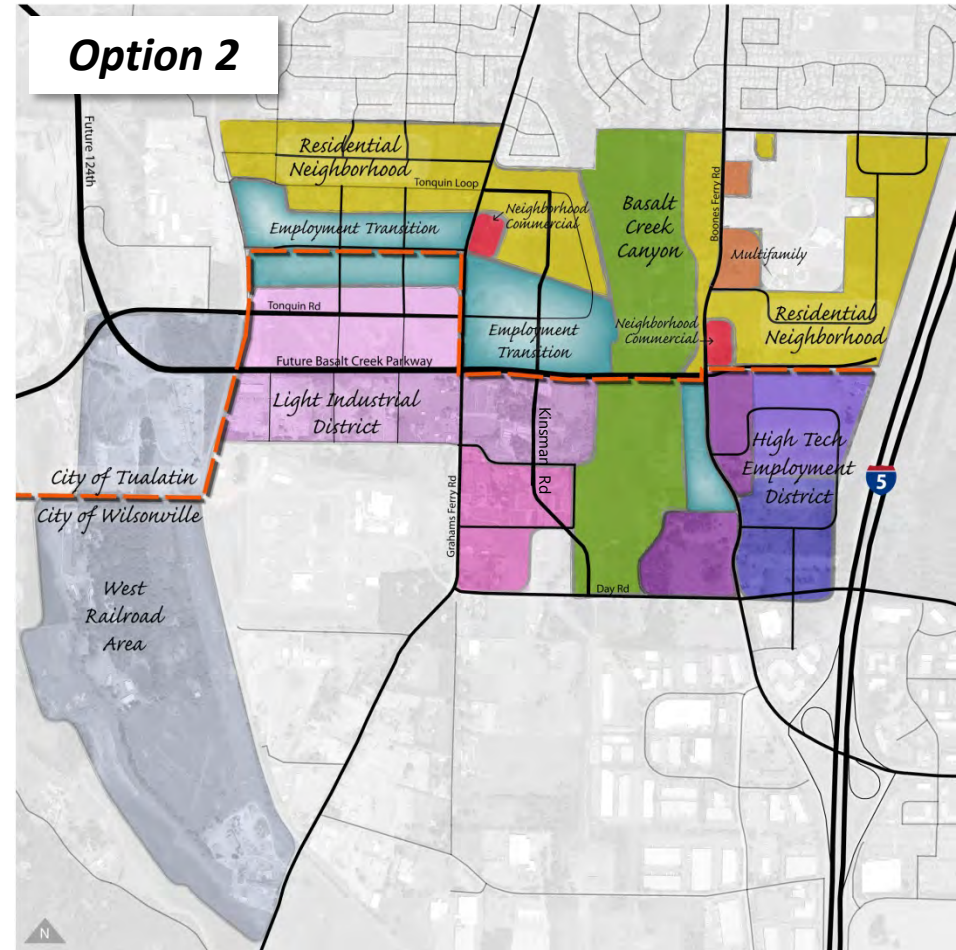 Option 2
Future 124th
Residential
Neighborhood
Tonquin Loop
Neighborhood
Commercial
Employment Transition
Basalt
Creek
Canyon
Boones Ferry Rd
Multifamily
Tonquin Rd
Employment
Transition
Neighborhood
Commercial
Residential
Neighborhood
Future Basalt Creek Parkway
Light Industrial
District
Kinsman Rd
High Tech
Employment
District
5
City of Tualatin
City of Wilsonville
Grahams Ferry Rd
West
Railroad
Area
Day Rd
N